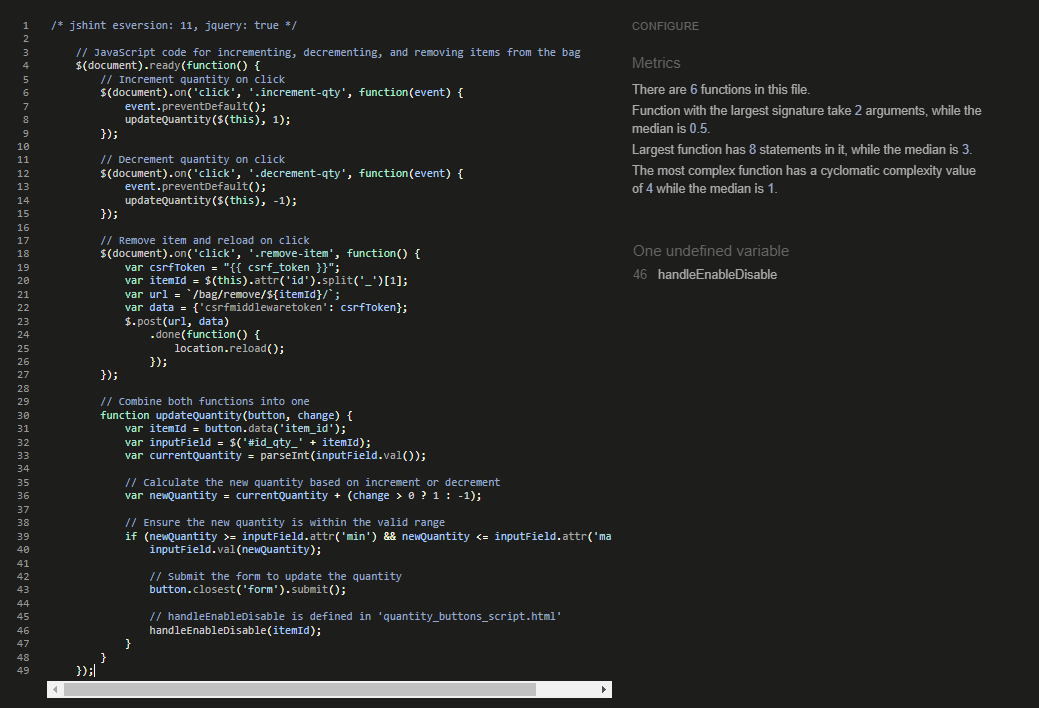 1 /* jshint esversion: 11, jquery: true */
2
3 // JavaScript code for incrementing, decrementing, and removing items from the bag
4 $(document).ready(function() {
5 // Increment quantity on click
6 $(document).on('click', '.increment-qty', function(event) {
7 event.preventDefault();
8 updateQuantity($(this), 1);
9 });
10
11 // Decrement quantity on click
12 $(document).on('click', '.decrement-qty', function(event) {
13 event.preventDefault();
14 updateQuantity($(this), -1);
15 });
16
17 // Remove item and reload on click
18 $(document).on('click', '.remove-item', function() {
19 var csrfToken = "{{ csrf_token }}";
20 var itemId = $(this).attr('id').split('_')[1];
21 var url = `/bag/remove/${itemId}/`;
22 var data = {'csrfmiddlewaretoken': csrfToken};
23 $.post(url, data)
24 .done(function() {
25 location.reload();
26 });
27 });
28
29 // Combine both functions into one
30 function updateQuantity(button, change) {
31 var itemId = button.data('item_id');
32 var inputField = $('#id_qty_' + itemId);
33 var currentQuantity = parseInt(inputField.val());
34
35 // Calculate the new quantity based on increment or decrement
36 var newQuantity = currentQuantity + (change > 0 ? 1 : -1);
37
38 // Ensure the new quantity is within the valid range
39 if (newQuantity >= inputField.attr('min') && newQuantity <= inputField.attr('ma
40 inputField.val(newQuantity);
41
42 // Submit the form to update the quantity
43 button.closest('form').submit();
44
45 // handleEnableDisable is defined in 'quantity_buttons_script.html'
46 handleEnableDisable(itemId);
47 }
48 }
49 });
CONFIGURE
Metrics
There are 6 functions in this file.
Function with the largest signature take 2 arguments, while the
median is 0.5.
Largest function has 8 statements in it, while the median is 3.
The most complex function has a cyclomatic complexity value
of 4 while the median is 1.
One undefined variable
46 handleEnableDisable